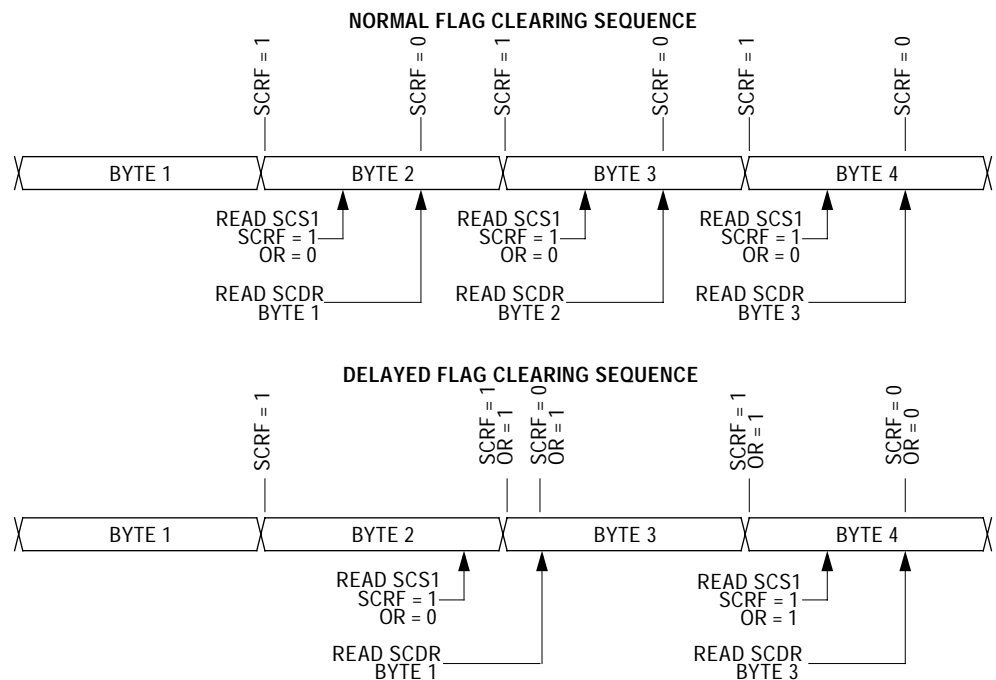 NORMAL FLAG CLEARING SEQUENCE
SCRF = 1
SCRF = 0
SCRF = 1
SCRF = 0
SCRF = 1
SCRF = 0
BYTE 1
BYTE 2
BYTE 3
BYTE 4
READ SCS1
SCRF = 1
OR = 0
READ SCS1
SCRF = 1
OR = 0
READ SCS1
SCRF = 1
OR = 0
READ SCDR
BYTE 1
READ SCDR
BYTE 2
READ SCDR
BYTE 3
DELAYED FLAG CLEARING SEQUENCE
SCRF = 1
SCRF = 1
OR = 1
SCRF = 0
OR = 1
SCRF = 1
OR = 1
SCRF = 0
OR = 0
BYTE 1
BYTE 2
BYTE 3
BYTE 4
READ SCS1
SCRF = 1
OR = 0
READ SCS1
SCRF = 1
OR = 1
READ SCDR
BYTE 1
READ SCDR
BYTE 3